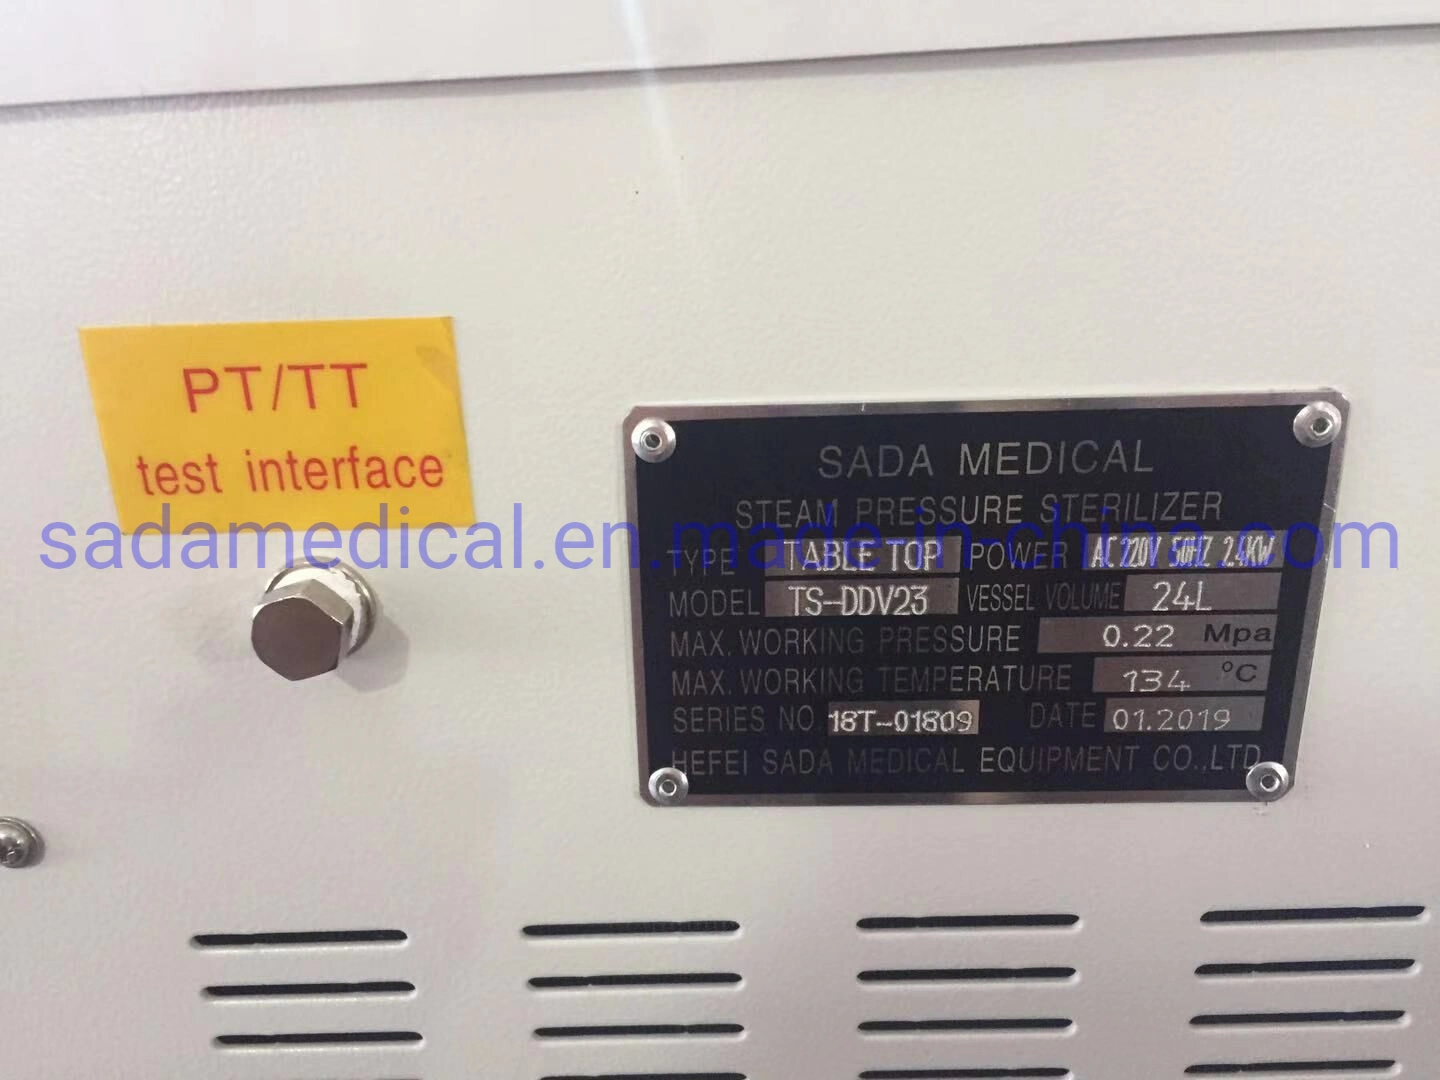 PT/TT
test interface
SADA MEDICAL
STEAM PRESSURE STERILIZER
TYPE TABLE TOP POWER AC 220V 50HZ 2.4KW
MODEL TS-DDV23 VESSEL VOLUME 24L
MAX. WORKING PRESSURE 0.22 Mpa
MAX. WORKING TEMPERATURE 134 °C
SERIES NO. 18T-01809 DATE 01.2019
HEFEI SADA MEDICAL EQUIPMENT CO.,LTD
sadamedical.en.made-in-china.com